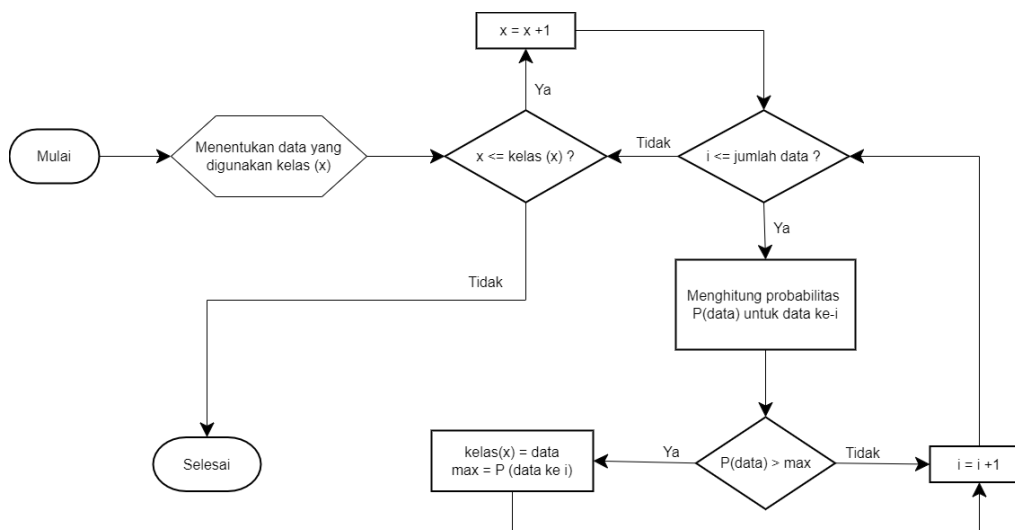 x = x +1
Ya
Mulai
Menentukan data yang
digunakan kelas (x)
x <= kelas (x) ?
Tidak
i <= jumlah data ?
Ya
Tidak
Menghitung probabilitas
P(data) untuk data ke-i
Selesai
kelas(x) = data
max = P (data ke i)
Ya
P(data) > max
Tidak
i = i +1